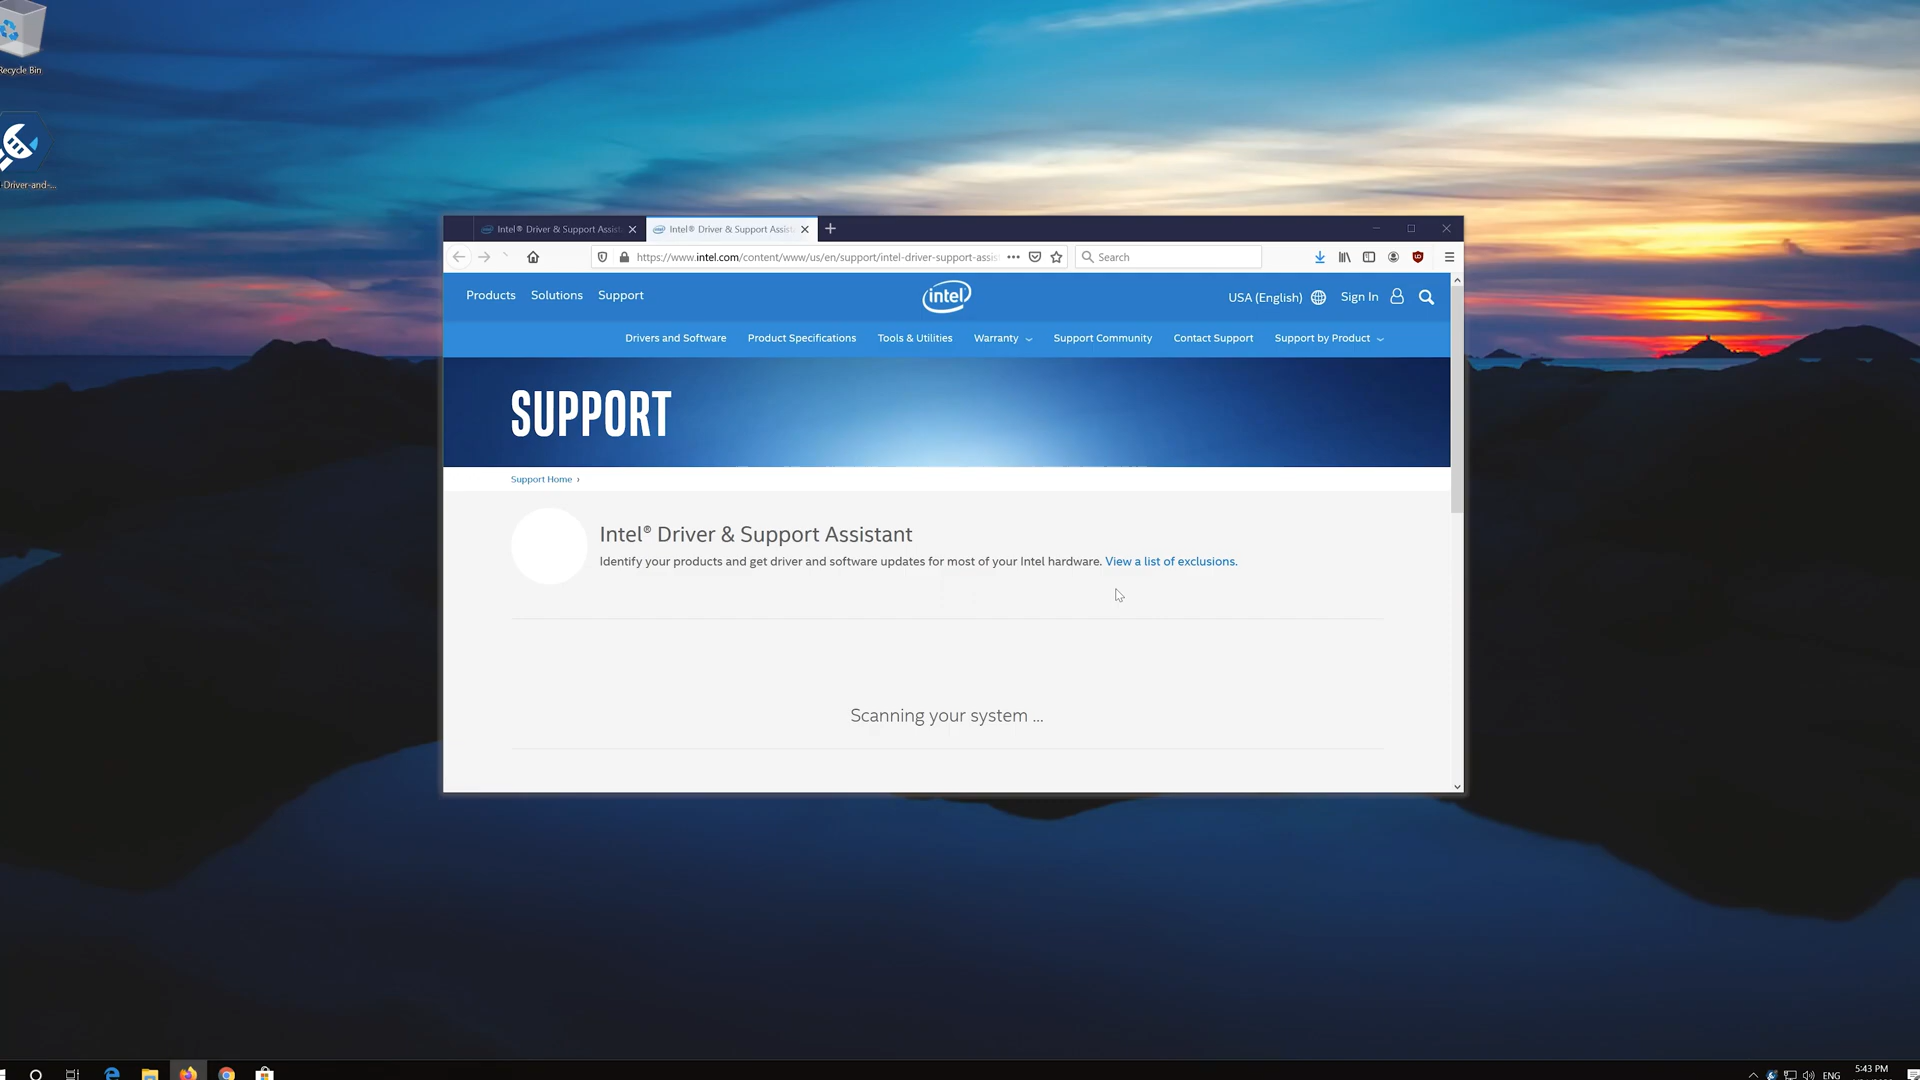 Recycle Bin
-Driver-and-...
Intel® Driver & Support Assist
Intel® Driver & Support Assist
https://www.intel.com/content/www/us/en/support/intel-driver-support-assis
Search
Products Solutions Support
intel
USA (English) Sign In
Drivers and Software Product Specifications Tools & Utilities Warranty Support Community Contact Support Support by Product
SUPPORT
Support Home ›
Intel® Driver & Support Assistant
Identify your products and get driver and software updates for most of your Intel hardware. View a list of exclusions.
Scanning your system ...
ENG
5:43 PM